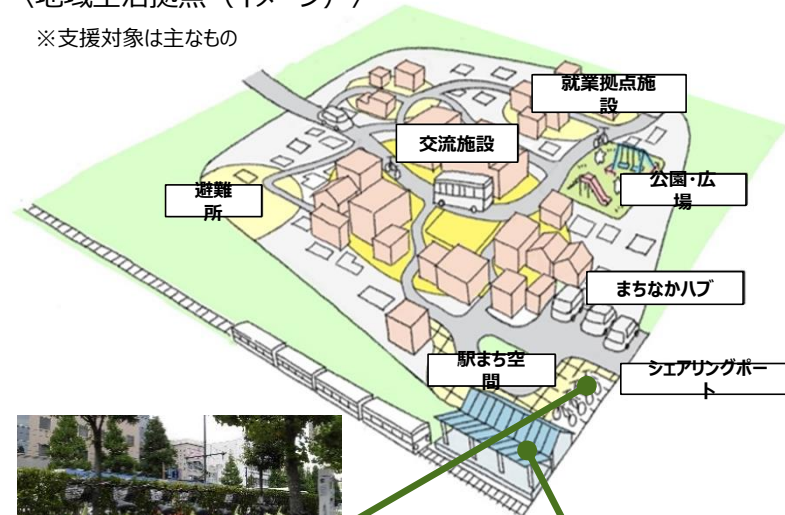 （地域生活拠点（イメージ））
※支援対象は主なもの
就業拠点施
設
交流施設
避難
所
公園・広
場
まちなかハブ
駅まち空
間
シェアリングポー
ト